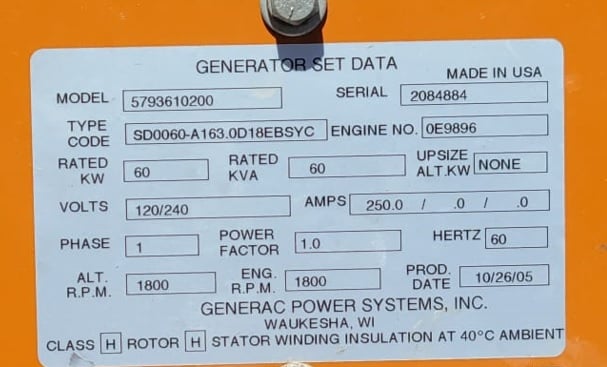 GENERATOR SET DATA
MADE IN USA
MODEL 5793610200 SERIAL 2084884
TYPE CODE SD0060-A163.0D18EBSYC ENGINE NO. 0E9896
RATED KW 60 RATED KVA 60 UPSIZE ALT.KW NONE
VOLTS 120/240 AMPS 250.0 / .0 / .0
PHASE 1 POWER FACTOR 1.0 HERTZ 60
ALT. R.P.M. 1800 ENG. R.P.M. 1800 PROD. DATE 10/26/05
GENERAC POWER SYSTEMS, INC.
WAUKESHA, WI
CLASS H ROTOR H STATOR WINDING INSULATION AT 40°C AMBIENT